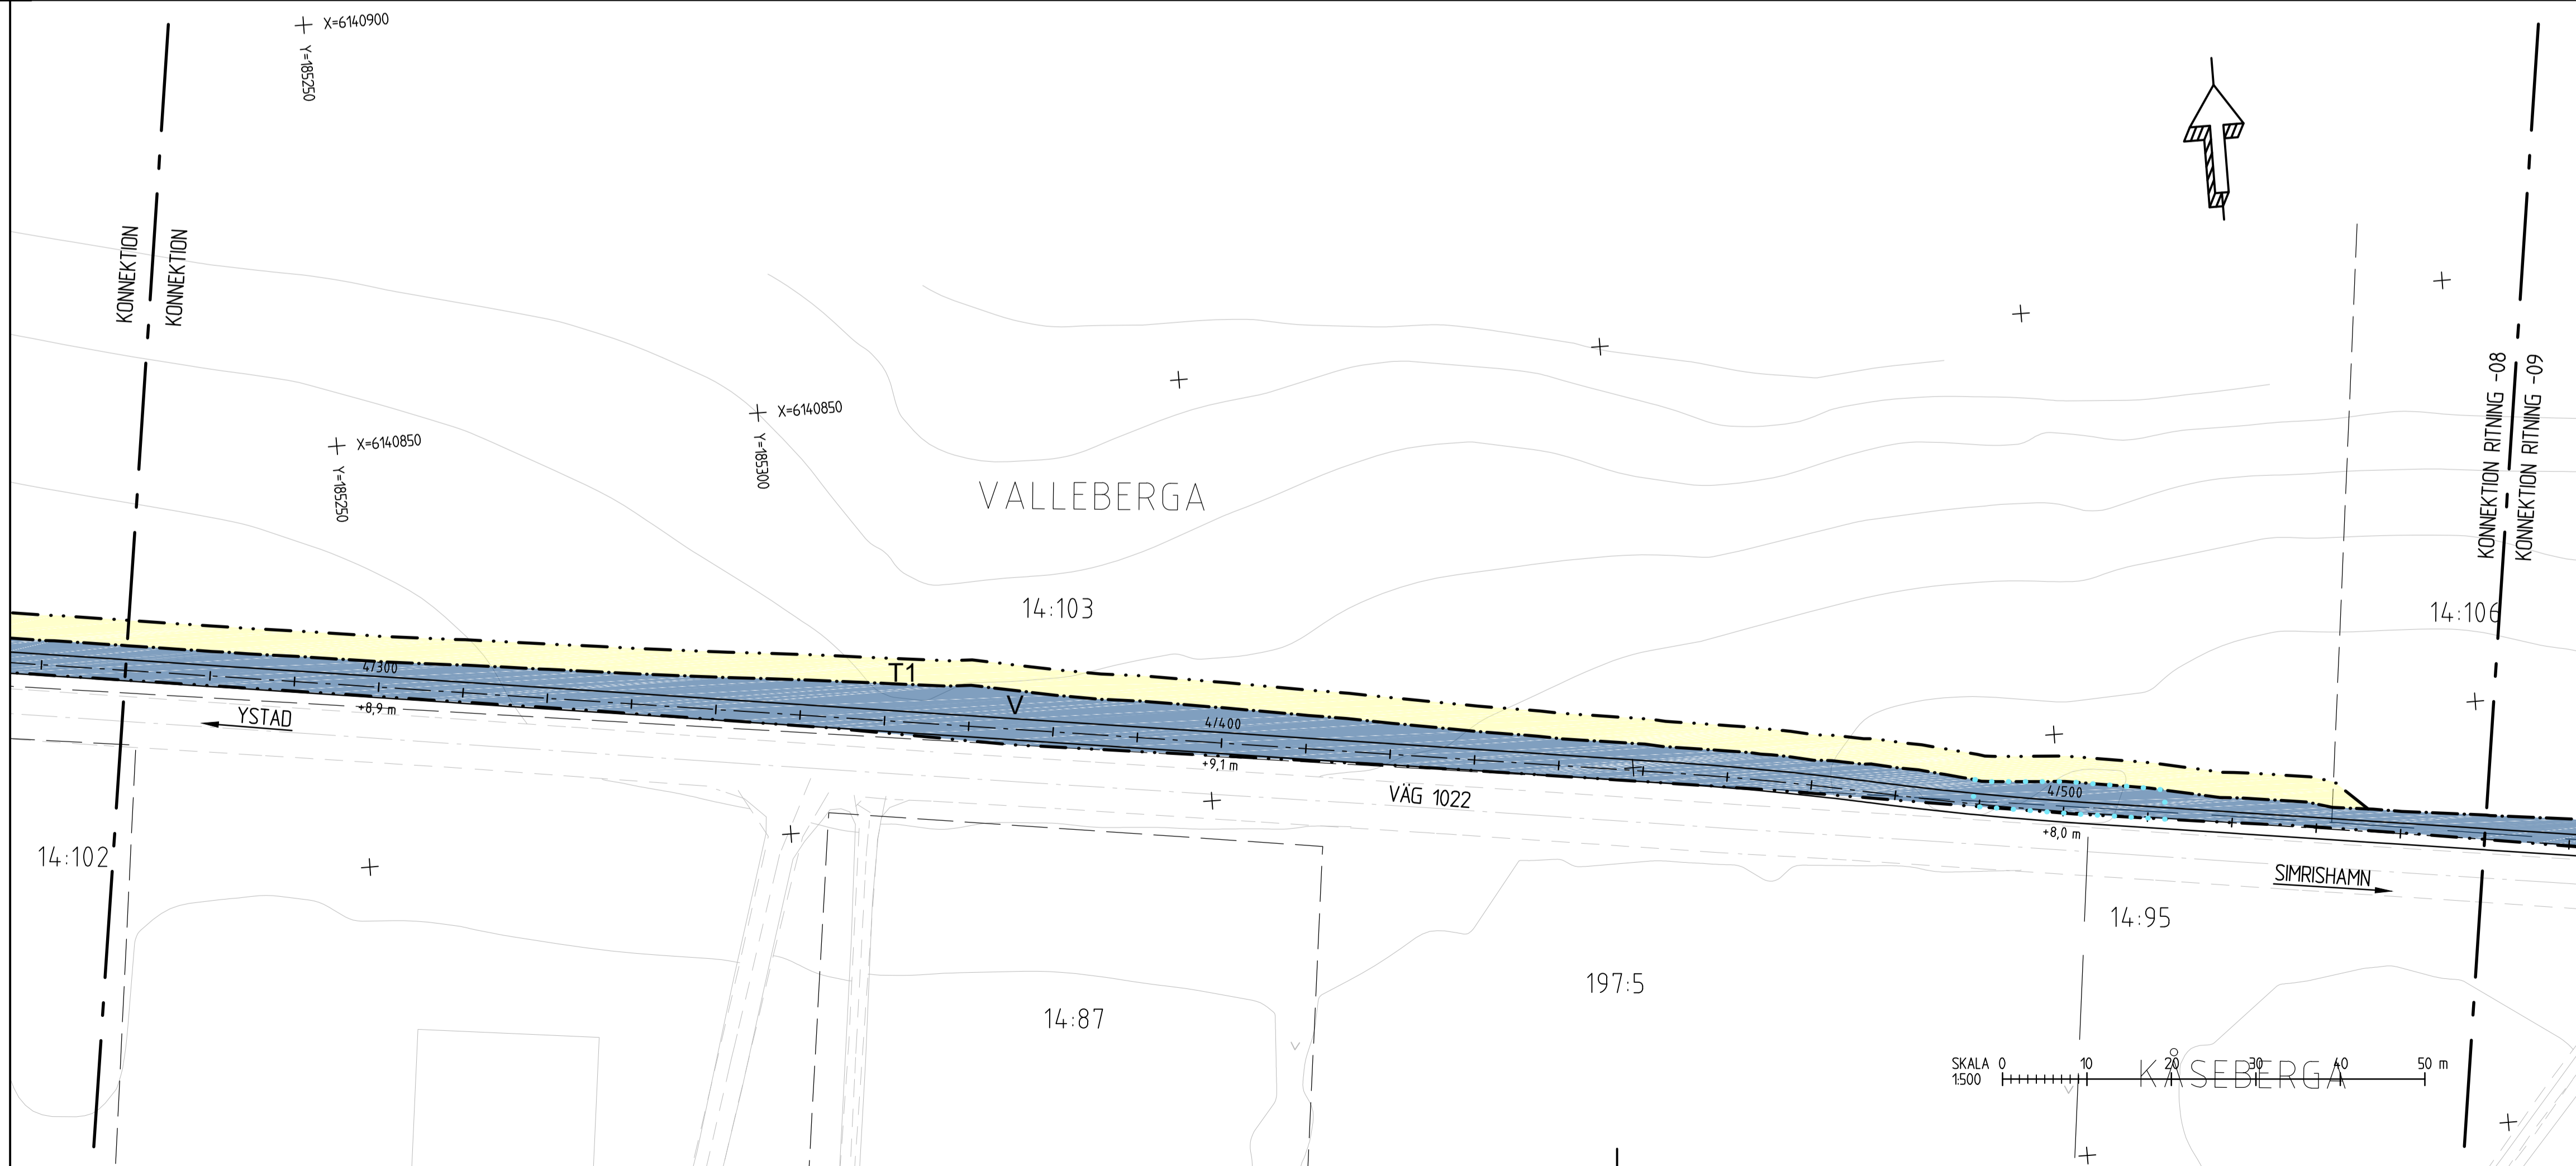 X=6140900
Y=185250
KONNEKTION
KONNEKTION
X=6140850
Y=185250
X=6140850
Y=185300
VALLEBERGA
14:103
14:106
KONNEKTION RITNING -08
KONNEKTION RITNING -09
4/300
+8,9 m
YSTAD
T1
V
4/400
+9,1 m
VÄG 1022
4/500
+8,0 m
SIMRISHAMN
14:102
14:95
197:5
14:87
SKALA 0 10 20 30 40 50 m
1:500
KÅSEBERGA